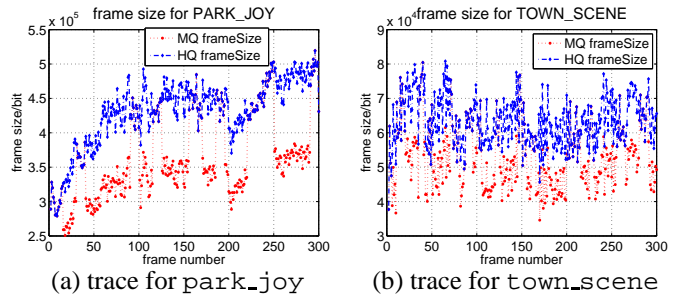 frame size for PARK_JOY
x 10^5
MQ frameSize
HQ frameSize
frame size/bit
5.5
5
4.5
4
3.5
3
2.5
0 50 100 150 200 250 300
frame number
(a) trace for park_joy
frame size for TOWN_SCENE
x 10^4
MQ frameSize
HQ frameSize
frame size/bit
9
8
7
6
5
4
3
0 50 100 150 200 250 300
frame number
(b) trace for town_scene